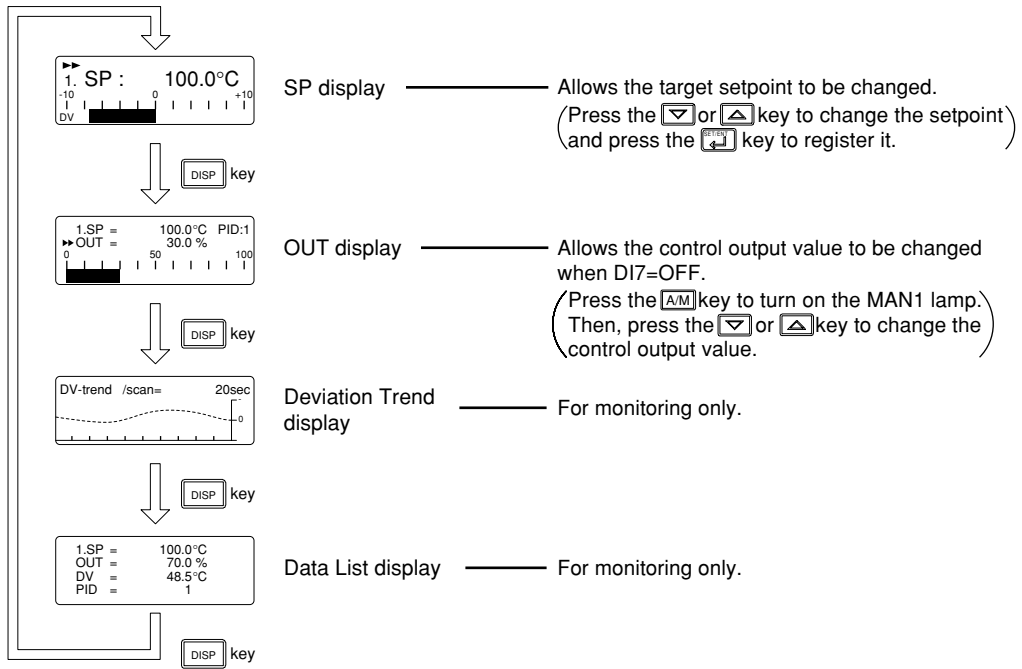 ►►
1. SP : 100.0°C
-10 0 +10
DV
SP display
Allows the target setpoint to be changed.
(Press the ▽ or △ key to change the setpoint
and press the SET/ENT key to register it.)
DISP key
1.SP = 100.0°C PID:1
►►OUT = 30.0 %
0 50 100
OUT display
Allows the control output value to be changed
when DI7=OFF.
(Press the A/M key to turn on the MAN1 lamp.
Then, press the ▽ or △ key to change the
control output value.)
DISP key
DV-trend /scan= 20sec
0
Deviation Trend
display
For monitoring only.
DISP key
1.SP = 100.0°C
OUT = 70.0 %
DV = 48.5°C
PID = 1
Data List display
For monitoring only.
DISP key